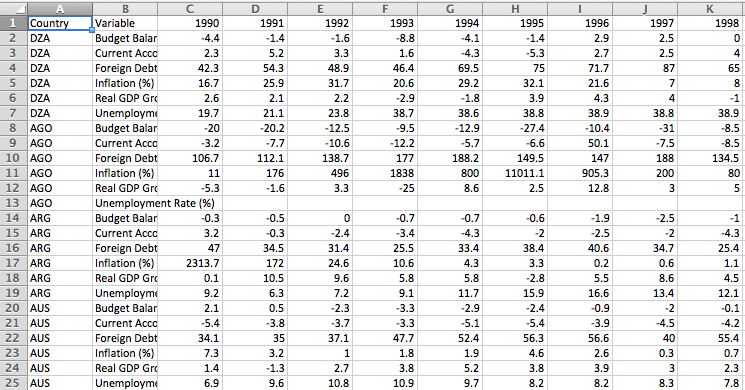 A B C D E F G H I J K
1 Country Variable 1990 1991 1992 1993 1994 1995 1996 1997 1998
2 DZA Budget Balar -4.4 -1.4 -1.6 -8.8 -4.1 -1.4 2.9 2.5 0
3 DZA Current Acco 2.3 5.2 3.3 1.6 -4.3 -5.3 2.7 2.5 4
4 DZA Foreign Debt 42.3 54.3 48.9 46.4 69.5 75 71.7 87 65
5 DZA Inflation (%) 16.7 25.9 31.7 20.6 29.2 32.1 21.6 7 8
6 DZA Real GDP Gro 2.6 2.1 2.2 -2.9 -1.8 3.9 4.3 4 -1
7 DZA Unemployme 19.7 21.1 23.8 38.7 38.6 38.8 38.9 38.8 38.9
8 AGO Budget Balar -20 -20.2 -12.5 -9.5 -12.9 -27.4 -10.4 -31 -8.5
9 AGO Current Acco -3.2 -7.7 -10.6 -12.2 -5.7 -6.6 50.1 -7.5 -8.5
10 AGO Foreign Debt 106.7 112.1 138.7 177 188.2 149.5 147 188 134.5
11 AGO Inflation (%) 11 176 496 1838 800 11011.1 905.3 200 80
12 AGO Real GDP Gro -5.3 -1.6 3.3 -25 8.6 2.5 12.8 3 5
13 AGO Unemployment Rate (%)
14 ARG Budget Balar -0.3 -0.5 0 -0.7 -0.7 -0.6 -1.9 -2.5 -1
15 ARG Current Acco 3.2 -0.3 -2.4 -3.4 -4.3 -2 -2.5 -2 -4.3
16 ARG Foreign Debt 47 34.5 31.4 25.5 33.4 38.4 40.6 34.7 25.4
17 ARG Inflation (%) 2313.7 172 24.6 10.6 4.3 3.3 0.2 0.6 1.1
18 ARG Real GDP Gro 0.1 10.5 9.6 5.8 5.8 -2.8 5.5 8.6 4.5
19 ARG Unemployme 9.2 6.3 7.2 9.1 11.7 15.9 16.6 13.4 12.1
20 AUS Budget Balar 2.1 0.5 -2.3 -3.3 -2.9 -2.4 -0.9 -2 -0.1
21 AUS Current Acco -5.4 -3.8 -3.7 -3.3 -5.1 -5.4 -3.9 -4.5 -4.2
22 AUS Foreign Debt 34.1 35 37.1 47.7 52.4 56.3 56.6 40 55.4
23 AUS Inflation (%) 7.3 3.2 1 1.8 1.9 4.6 2.6 0.3 0.7
24 AUS Real GDP Gro 1.4 -1.3 2.7 3.8 5.2 3.8 3.9 3 2.3
25 AUS Unemployme 6.9 9.6 10.8 10.9 9.7 8.2 8.2 8.3 7.8